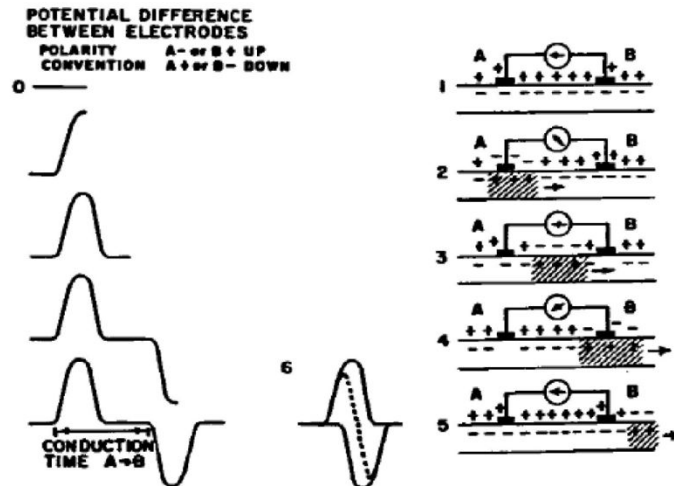 POTENTIAL DIFFERENCE
BETWEEN ELECTRODES
POLARITY A- or B+ UP
CONVENTION A+ or B- DOWN
0
CONDUCTION
TIME A→B
6
A B
1
+ + + + + + + + + +
- - - - - - - - - -
A B
2
A B
3
A B
4
A B
5